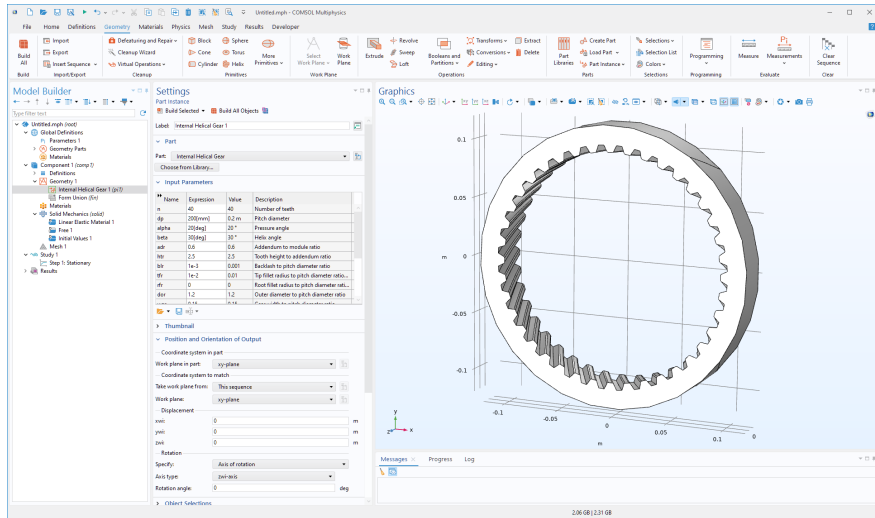 Untitled.mph - COMSOL Multiphysics
File Home Definitions Geometry Materials Physics Mesh Study Results Developer
Build All
Import
Export
Insert Sequence
Defeaturing and Repair
Cleanup Wizard
Virtual Operations
Block
Cone
Cylinder
Sphere
Torus
Helix
More Primitives
Select Work Plane
Work Plane
Extrude
Revolve
Sweep
Loft
Booleans and Partitions
Transforms
Conversions
Editing
Extract
Delete
Part Libraries
Create Part
Load Part
Part Instance
Selections
Selection List
Colors
Programming
Measure
Measurements
Clear Sequence
Build Import/Export Cleanup Primitives Work Plane Operations Parts Selections Programming Evaluate Clear
Model Builder
Type filter text
Untitled.mph (root)
Global Definitions
Parameters 1
Geometry Parts
Materials
Component 1 (comp 1)
Definitions
Geometry 1
Internal Helical Gear 1 (pi1)
Form Union (fin)
Materials
Solid Mechanics (solid)
Linear Elastic Material 1
Free 1
Initial Values 1
Mesh 1
Study 1
Step 1: Stationary
Results
Settings
Part Instance
Build Selected Build All Objects
Label: Internal Helical Gear 1
Part
Part: Internal Helical Gear
Choose from Library...
Input Parameters
Name Expression Value Description
n 40 40 Number of teeth
dp 200[mm] 0.2 m Pitch diameter
alpha 20[deg] 20 ° Pressure angle
beta 30[deg] 30 ° Helix angle
adr 0.6 0.6 Addendum to module ratio
htr 2.5 2.5 Tooth height to addendum ratio
blr 1e-3 0.001 Backlash to pitch diameter ratio
tfr 1e-2 0.01 Tip fillet radius to pitch diameter ratio...
rfr 0 0 Root fillet radius to pitch diameter rati...
dor 1.2 1.2 Outer diameter to pitch diameter ratio
Thumbnail
Position and Orientation of Output
Coordinate system in part
Work plane in part: xy-plane
Coordinate system to match
Take work plane from: This sequence
Work plane: xy-plane
Displacement
xwi: 0 m
ywi: 0 m
zwi: 0 m
Rotation
Specify: Axis of rotation
Axis type: zwi-axis
Rotation angle: 0 deg
Object Selections
Graphics
0.1
0.05
m 0
-0.05
-0.1
-0.1
-0.05
0
0.05
0.1
0
m
y
z x
Messages Progress Log
2.06 GB | 2.31 GB